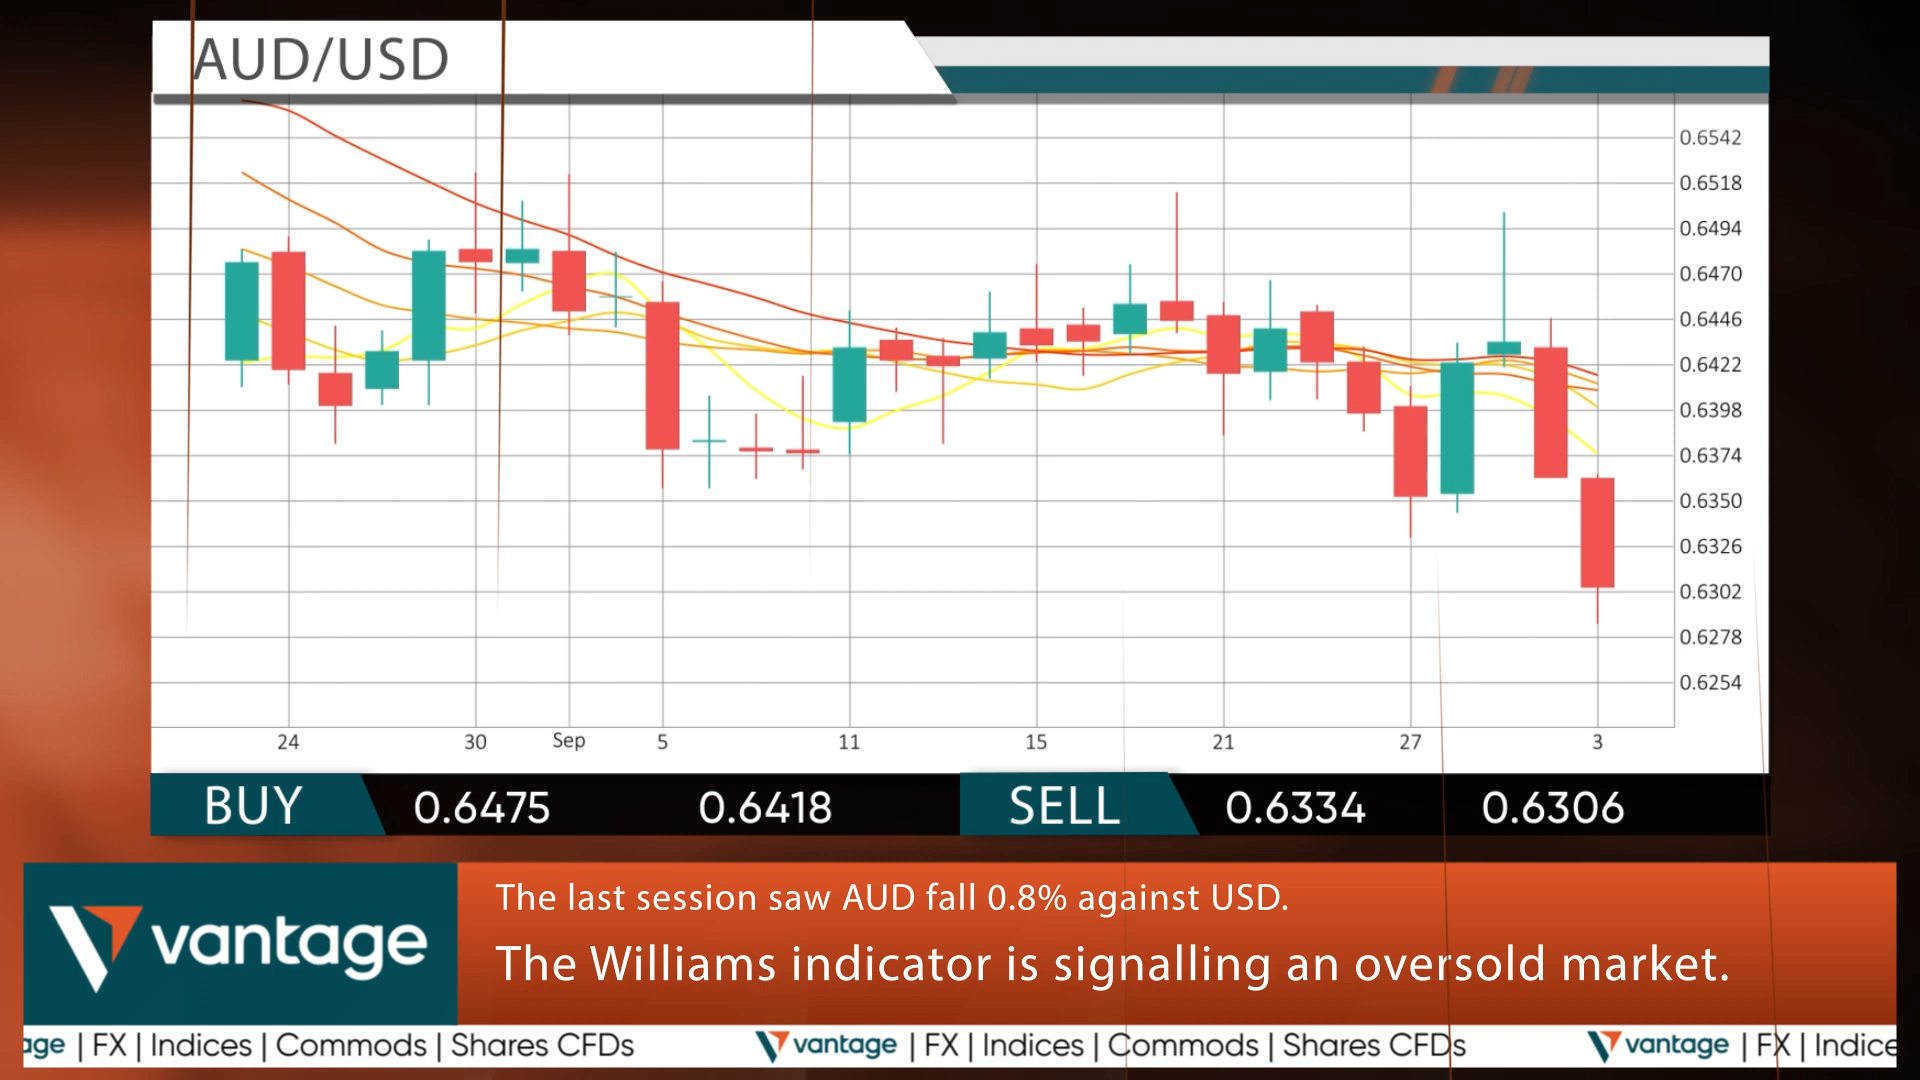 AUD/USD
0.6542
0.6518
0.6494
0.6470
0.6446
0.6422
0.6398
0.6374
0.6350
0.6326
0.6302
0.6278
0.6254
24 30 Sep 5 11 15 21 27 3
BUY 0.6475 0.6418 SELL 0.6334 0.6306
vantage
The last session saw AUD fall 0.8% against USD.
The Williams indicator is signalling an oversold market.
age | FX | Indices | Commods | Shares CFDs vantage | FX | Indices | Commods | Shares CFDs vantage | FX | Indice